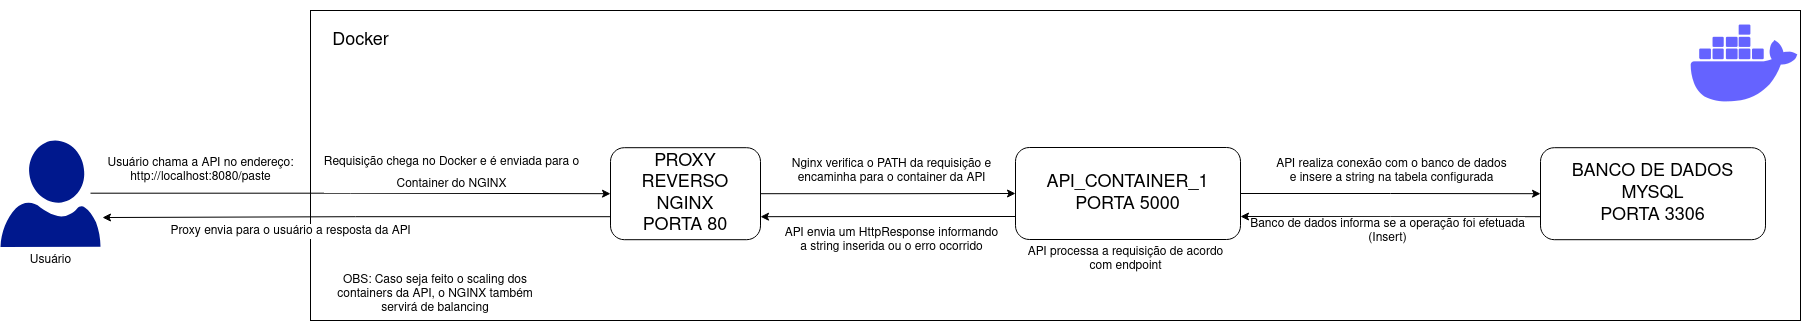 Docker
Usuário chama a API no endereço:
http://localhost:8080/paste
Requisição chega no Docker e é enviada para o
Container do NGINX
PROXY
REVERSO
NGINX
PORTA 80
Nginx verifica o PATH da requisição e
encaminha para o container da API
API_CONTAINER_1
PORTA 5000
API realiza conexão com o banco de dados
e insere a string na tabela configurada
BANCO DE DADOS
MYSQL
PORTA 3306
Proxy envia para o usuário a resposta da API
API envia um HttpResponse informando
a string inserida ou o erro ocorrido
Banco de dados informa se a operação foi efetuada
(Insert)
API processa a requisição de acordo
com endpoint
Usuário
OBS: Caso seja feito o scaling dos
containers da API, o NGINX também
servirá de balancing